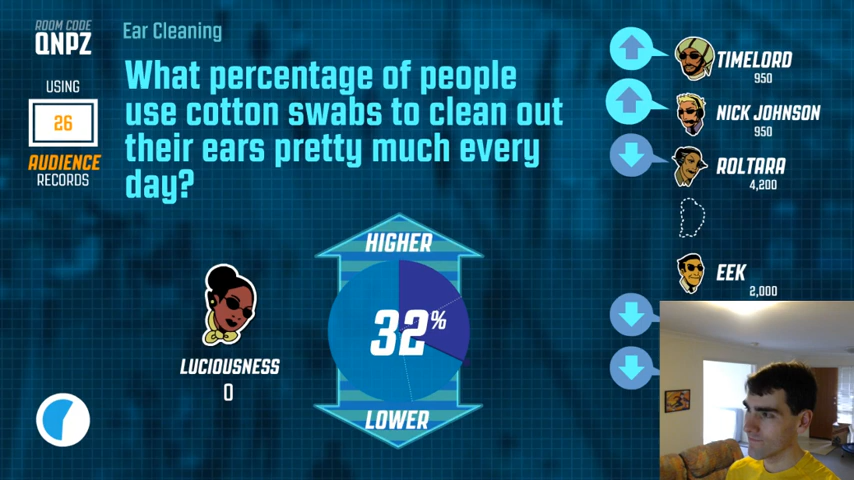 ROOM CODE
QNPZ
USING
26
AUDIENCE
RECORDS
Ear Cleaning
What percentage of people
use cotton swabs to clean out
their ears pretty much every
day?
HIGHER
32%
LOWER
LUCIOUSNESS
0
TIMELORD
950
NICK JOHNSON
950
ROLTARA
4,200
EEK
2,000